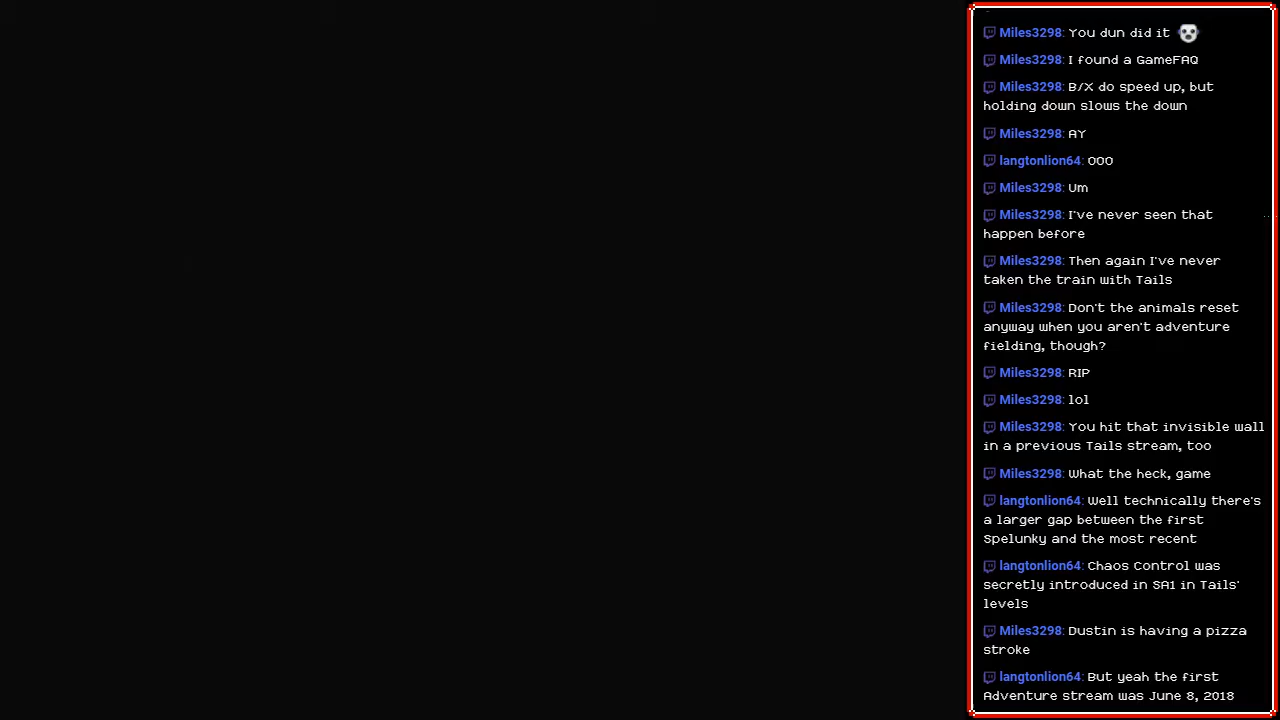 Miles3298: You dun did it
Miles3298: I found a GameFAQ
Miles3298: B/X do speed up, but
holding down slows the down
Miles3298: AY
langtonlion64: OOO
Miles3298: Um
Miles3298: I've never seen that
happen before
Miles3298: Then again I've never
taken the train with Tails
Miles3298: Don't the animals reset
anyway when you aren't adventure
fielding, though?
Miles3298: RIP
Miles3298: lol
Miles3298: You hit that invisible wall
in a previous Tails stream, too
Miles3298: What the heck, game
langtonlion64: Well technically there's
a larger gap between the first
Spelunky and the most recent
langtonlion64: Chaos Control was
secretly introduced in SA1 in Tails'
levels
Miles3298: Dustin is having a pizza
stroke
langtonlion64: But yeah the first
Adventure stream was June 8, 2018